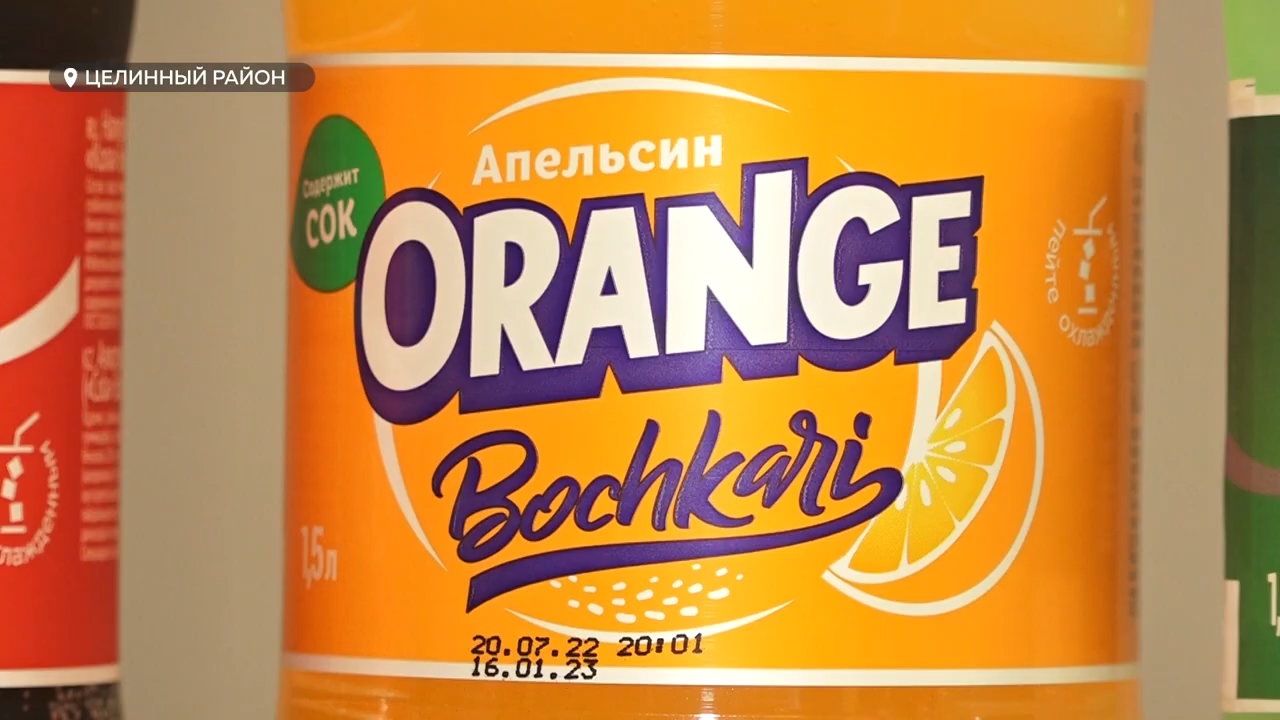 ЦЕЛИННЫЙ РАЙОН
Апельсин
Содержит
СОК
ORANGE
пейте охлажденным
Bochkari
1,5л
20.07.22 20:01
16.01.23